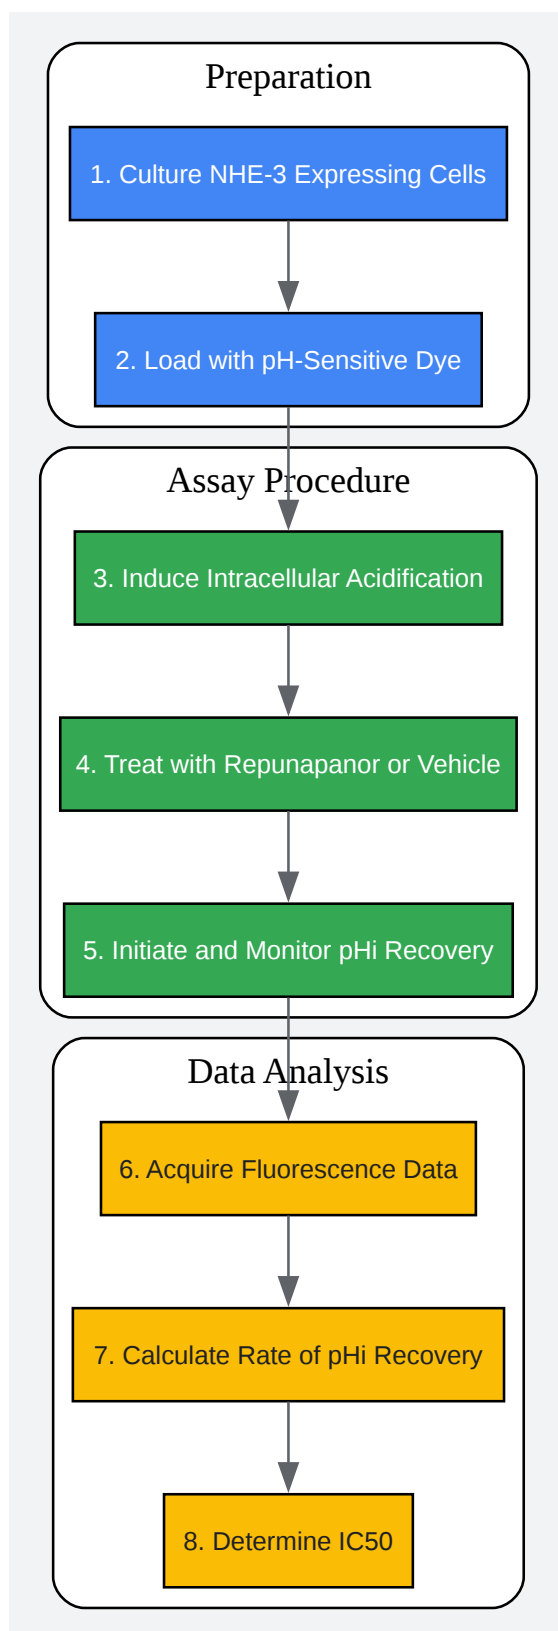 Preparation
1. Culture NHE-3 Expressing Cells
2. Load with pH-Sensitive Dye
Assay Procedure
3. Induce Intracellular Acidification
4. Treat with Repunapanor or Vehicle
5. Initiate and Monitor pHi Recovery
Data Analysis
6. Acquire Fluorescence Data
7. Calculate Rate of pHi Recovery
8. Determine IC50